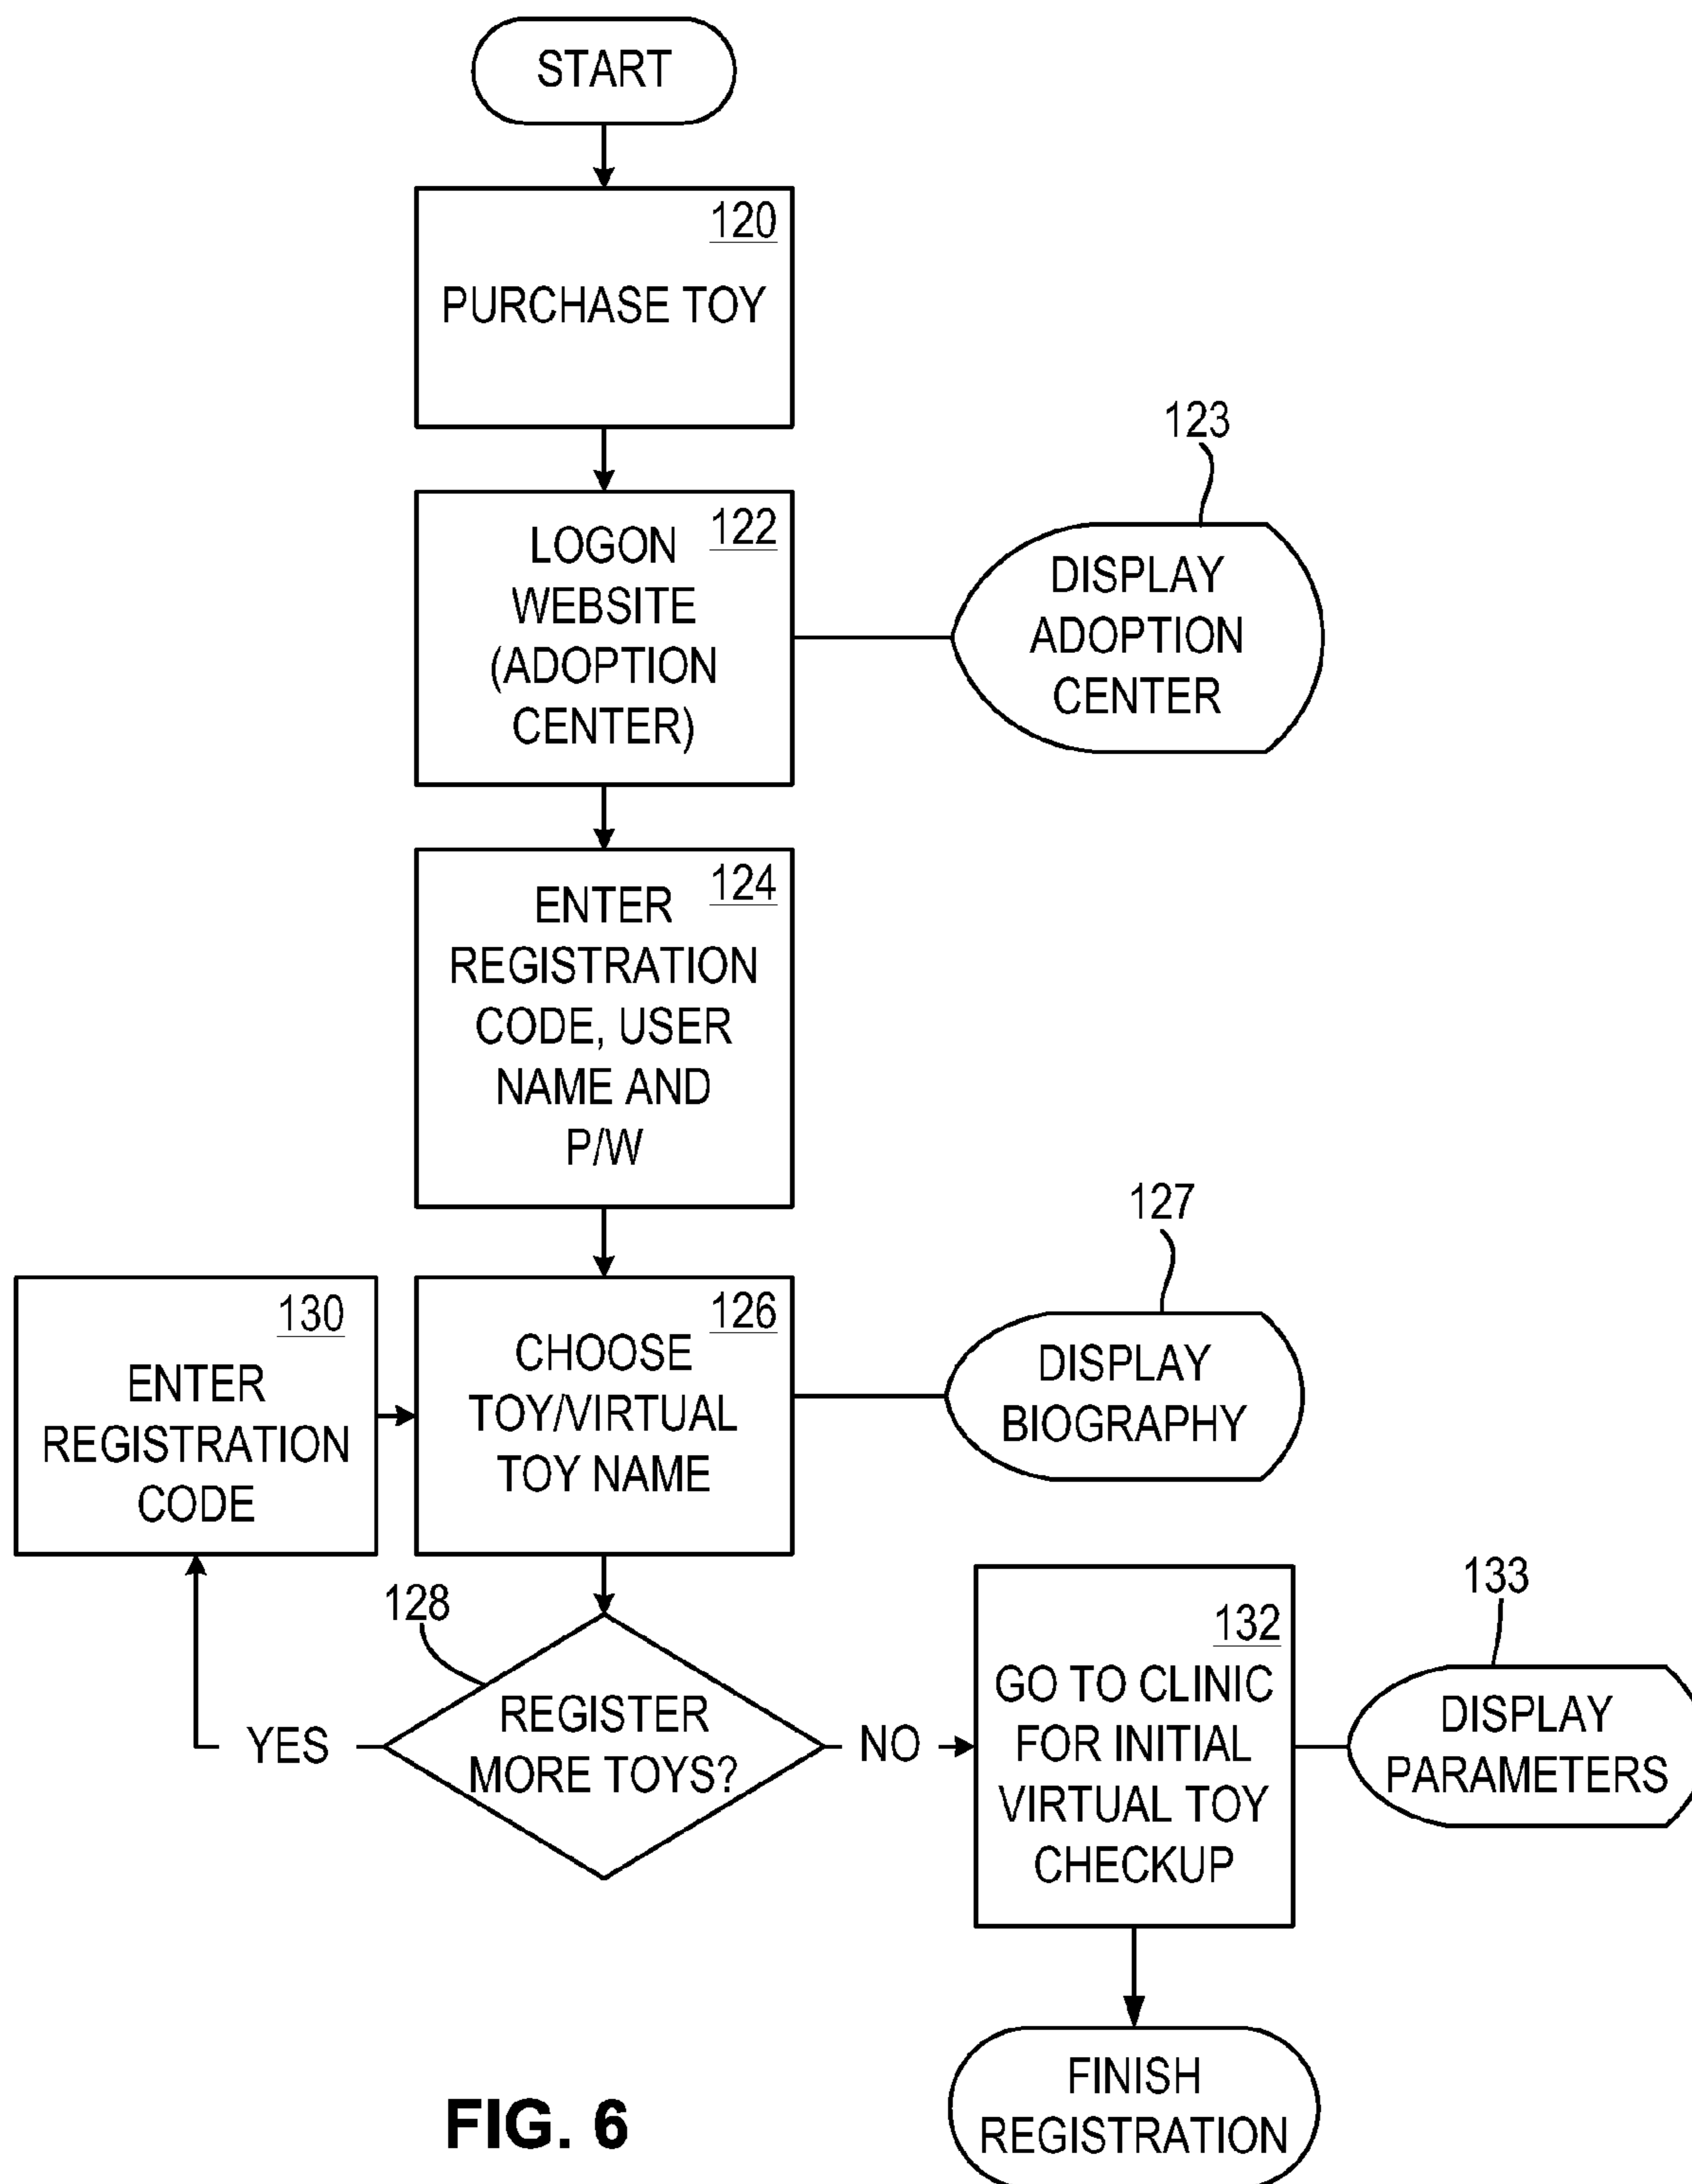 START
120
PURCHASE TOY
123
122
LOGON
WEBSITE
(ADOPTION
CENTER)
DISPLAY
ADOPTION
CENTER
124
ENTER
REGISTRATION
CODE, USER
NAME AND
P/W
127
130
ENTER
REGISTRATION
CODE
126
CHOOSE
TOY/VIRTUAL
TOY NAME
DISPLAY
BIOGRAPHY
128
REGISTER
MORE TOYS?
YES
NO
132
GO TO CLINIC
FOR INITIAL
VIRTUAL TOY
CHECKUP
133
DISPLAY
PARAMETERS
FINISH
REGISTRATION
FIG. 6